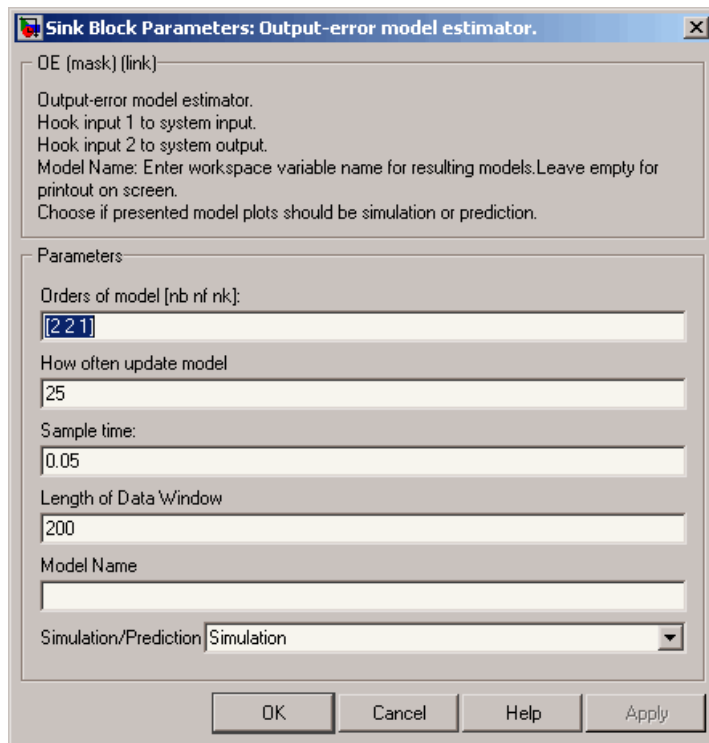 Sink Block Parameters: Output-error model estimator.
OE (mask) (link)
Output-error model estimator.
Hook input 1 to system input.
Hook input 2 to system output.
Model Name: Enter workspace variable name for resulting models.Leave empty for
printout on screen.
Choose if presented model plots should be simulation or prediction.
Parameters
Orders of model [nb nf nk]:
[2 2 1]
How often update model
25
Sample time:
0.05
Length of Data Window
200
Model Name
Simulation/Prediction Simulation
OK Cancel Help Apply